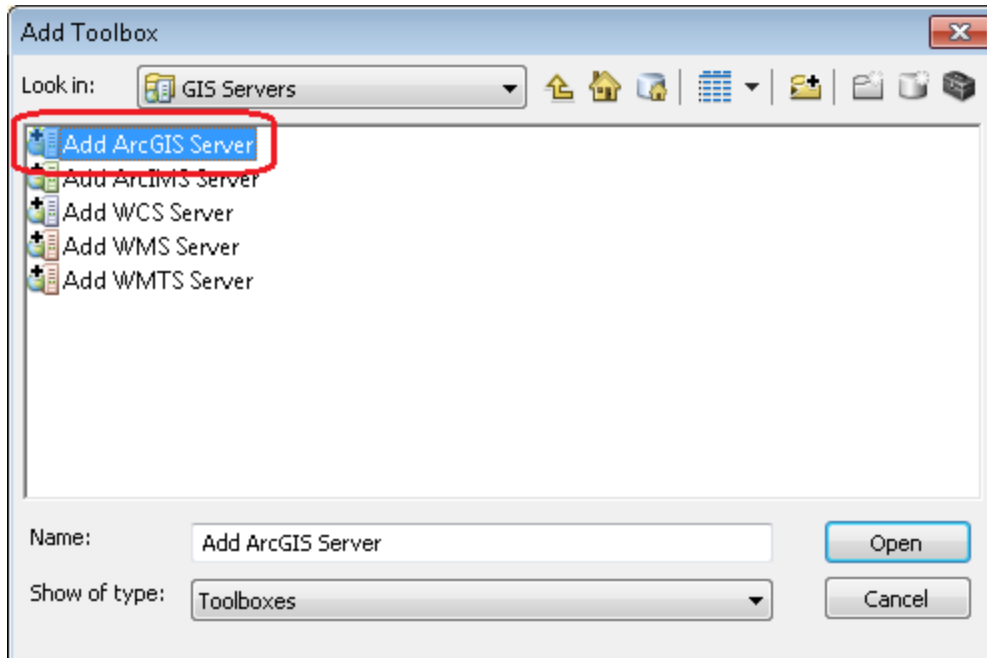 Add Toolbox
Look in: GIS Servers
Add ArcGIS Server
Add ArcIMS Server
Add WCS Server
Add WMS Server
Add WMTS Server
Name: Add ArcGIS Server Open
Show of type: Toolboxes Cancel